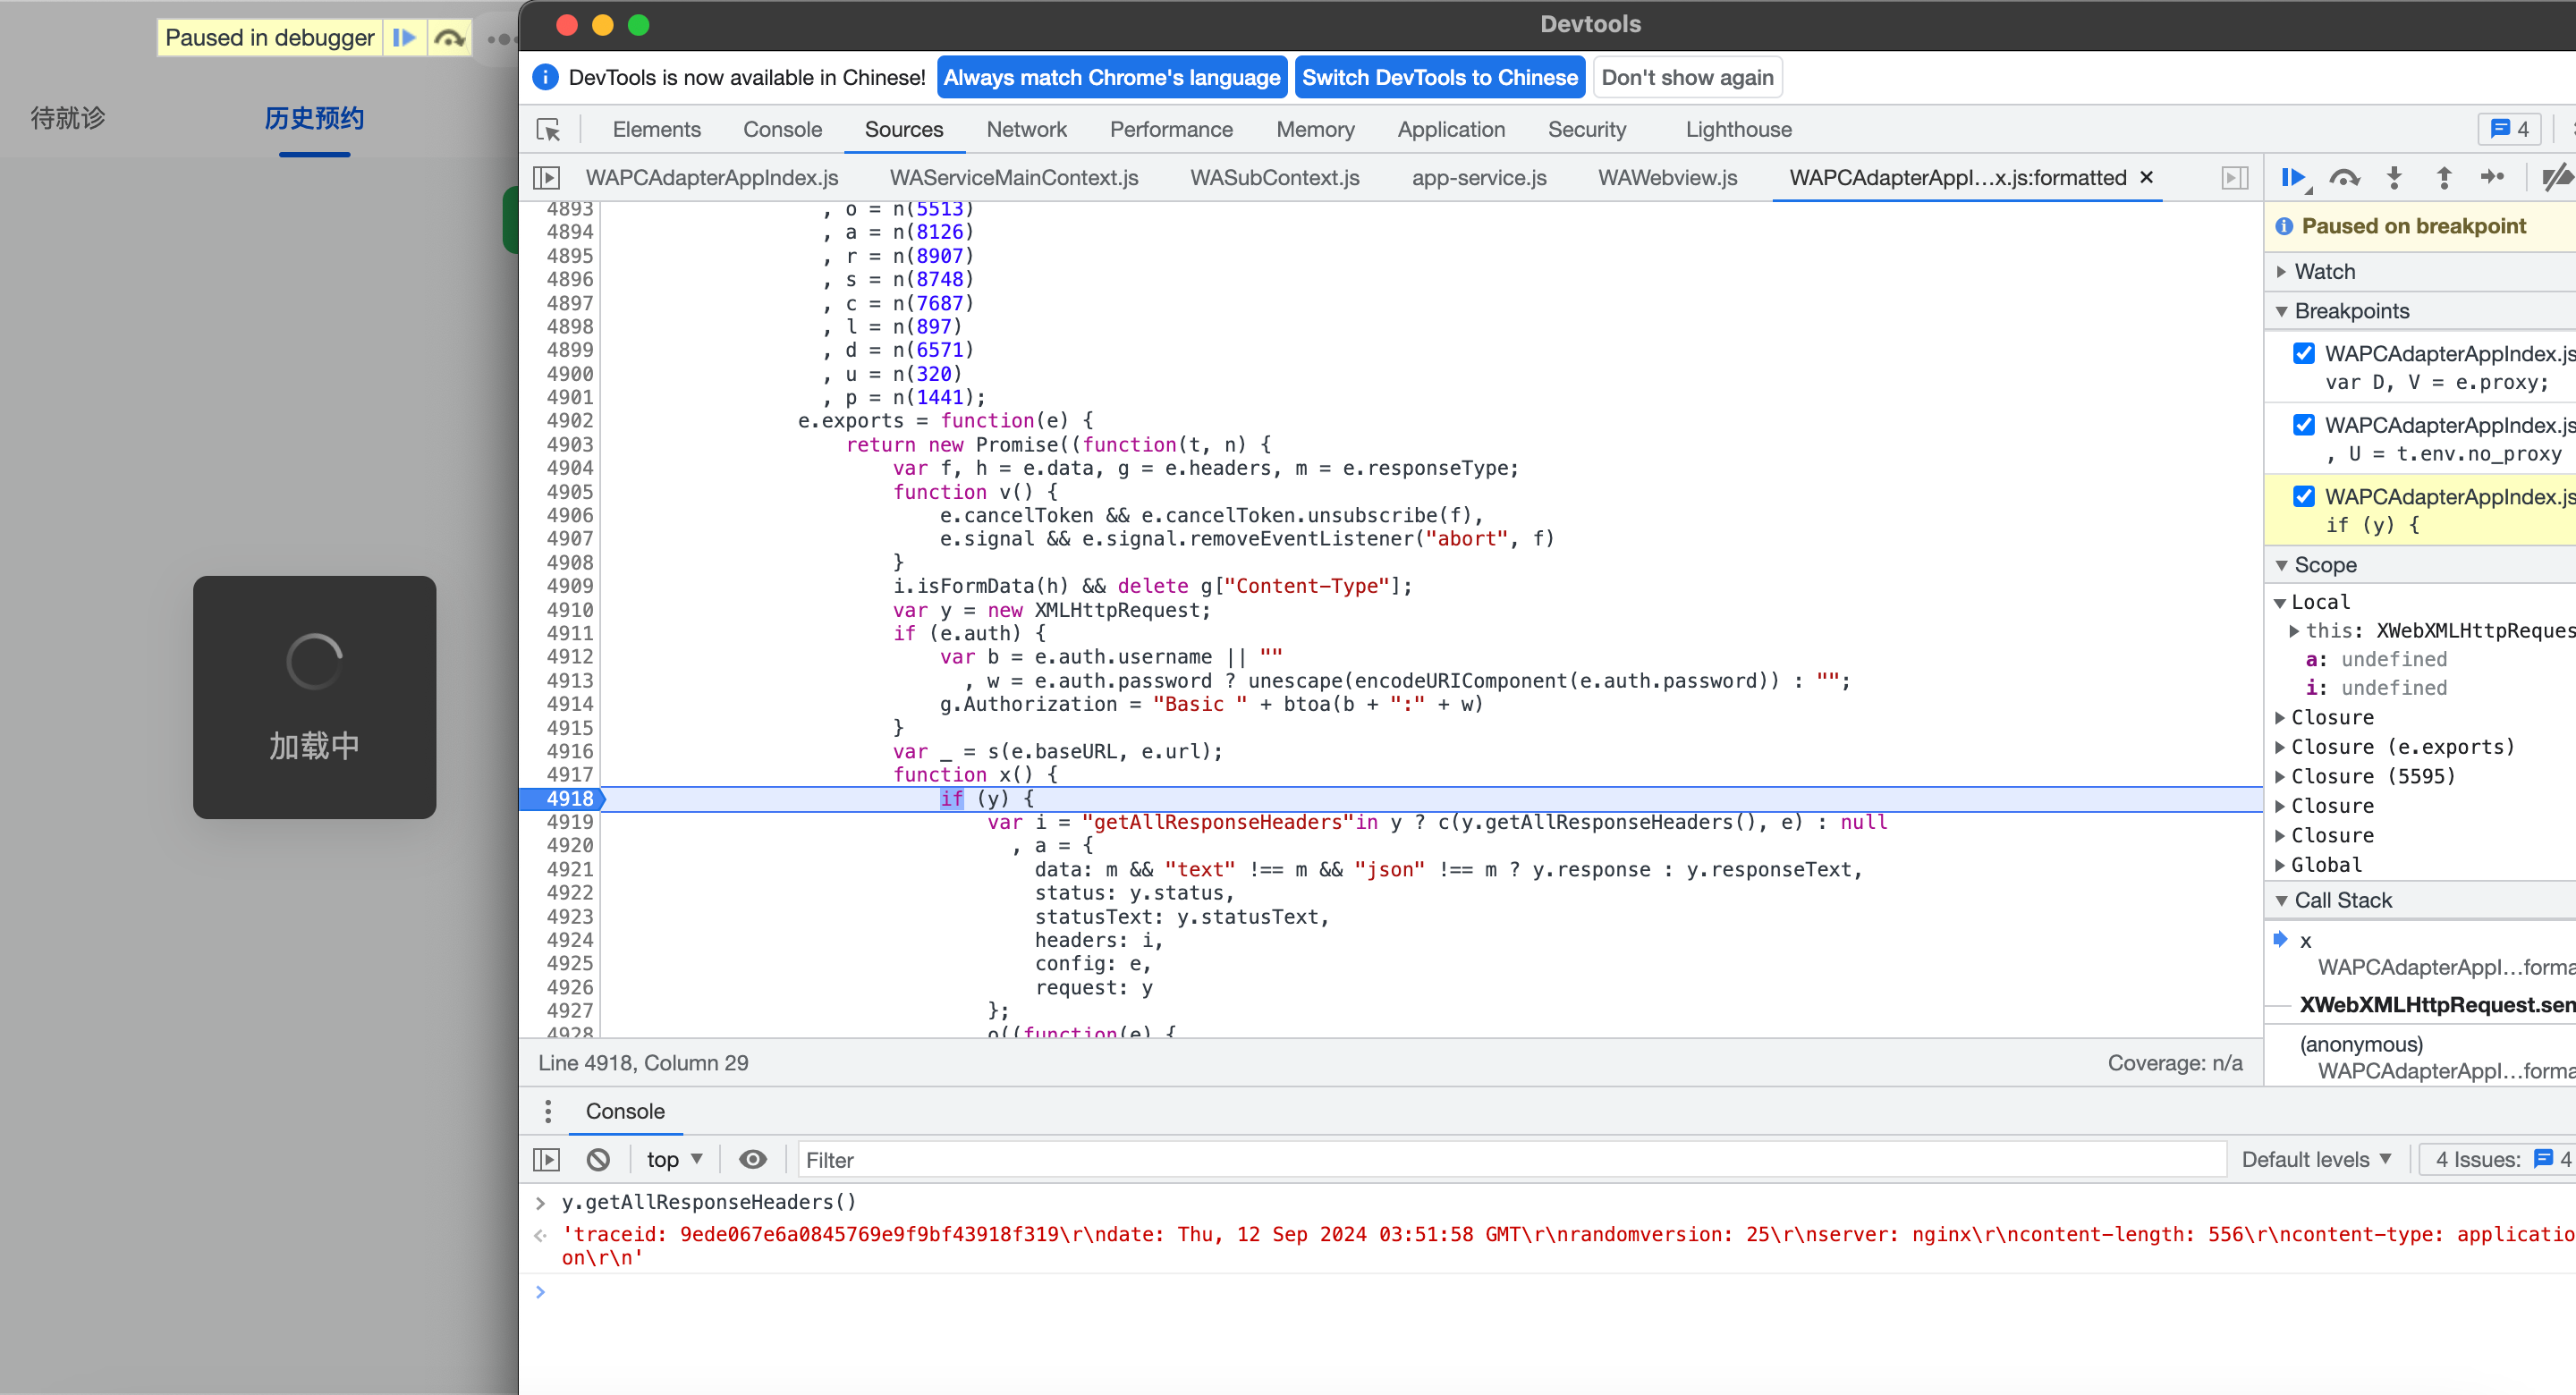 Paused in debugger
待就诊
历史预约
加载中
Devtools
DevTools is now available in Chinese! Always match Chrome's language Switch DevTools to Chinese Don't show again
Elements Console Sources Network Performance Memory Application Security Lighthouse 4
WAPCAdapterAppIndex.js WAServiceMainContext.js WASubContext.js app-service.js WAWebview.js WAPCAdapterAppI…x.js:formatted ×
4893 , o = n(5513)
4894 , a = n(8126)
4895 , r = n(8907)
4896 , s = n(8748)
4897 , c = n(7687)
4898 , l = n(897)
4899 , d = n(6571)
4900 , u = n(320)
4901 , p = n(1441);
4902 e.exports = function(e) {
4903 return new Promise((function(t, n) {
4904 var f, h = e.data, g = e.headers, m = e.responseType;
4905 function v() {
4906 e.cancelToken && e.cancelToken.unsubscribe(f),
4907 e.signal && e.signal.removeEventListener("abort", f)
4908 }
4909 i.isFormData(h) && delete g["Content-Type"];
4910 var y = new XMLHttpRequest;
4911 if (e.auth) {
4912 var b = e.auth.username || ""
4913 , w = e.auth.password ? unescape(encodeURIComponent(e.auth.password)) : "";
4914 g.Authorization = "Basic " + btoa(b + ":" + w)
4915 }
4916 var _ = s(e.baseURL, e.url);
4917 function x() {
4918 if (y) {
4919 var i = "getAllResponseHeaders"in y ? c(y.getAllResponseHeaders(), e) : null
4920 , a = {
4921 data: m && "text" !== m && "json" !== m ? y.response : y.responseText,
4922 status: y.status,
4923 statusText: y.statusText,
4924 headers: i,
4925 config: e,
4926 request: y
4927 };
4928 o((function(e) {
Line 4918, Column 29 Coverage: n/a
Paused on breakpoint
Watch
Breakpoints
WAPCAdapterAppIndex.js
var D, V = e.proxy;
WAPCAdapterAppIndex.js
, U = t.env.no_proxy
WAPCAdapterAppIndex.js
if (y) {
Scope
Local
this: XWebXMLHttpReques
a: undefined
i: undefined
Closure
Closure (e.exports)
Closure (5595)
Closure
Closure
Global
Call Stack
x
WAPCAdapterAppI…forma
XWebXMLHttpRequest.sen
(anonymous)
WAPCAdapterAppI…forma
Console
top Filter Default levels 4 Issues: 4
> y.getAllResponseHeaders()
'traceid: 9ede067e6a0845769e9f9bf43918f319\r\ndate: Thu, 12 Sep 2024 03:51:58 GMT\r\nrandomversion: 25\r\nserver: nginx\r\ncontent-length: 556\r\ncontent-type: applicatio
on\r\n'
>